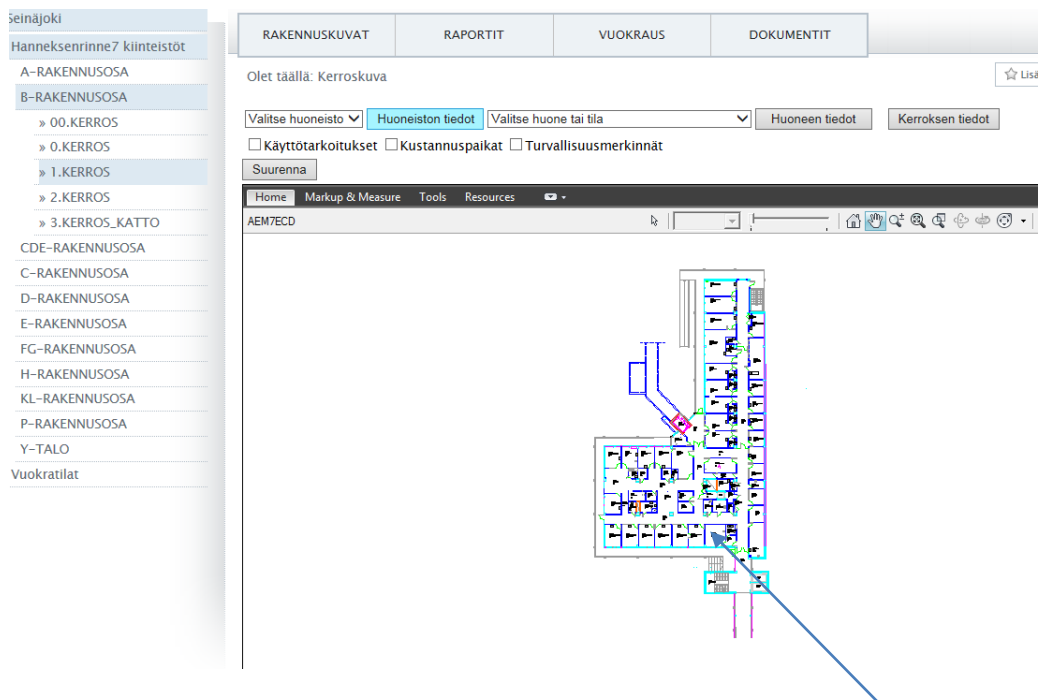 Seinäjoki
Hanneksenrinne7 kiinteistöt
A-RAKENNUSOSA
B-RAKENNUSOSA
» 00.KERROS
» 0.KERROS
» 1.KERROS
» 2.KERROS
» 3.KERROS_KATTO
CDE-RAKENNUSOSA
C-RAKENNUSOSA
D-RAKENNUSOSA
E-RAKENNUSOSA
FG-RAKENNUSOSA
H-RAKENNUSOSA
KL-RAKENNUSOSA
P-RAKENNUSOSA
Y-TALO
Vuokratilat
RAKENNUSKUVAT RAPORTIT VUOKRAUS DOKUMENTIT
Olet täällä: Kerroskuva
Lisä
Valitse huoneisto Huoneiston tiedot Valitse huone tai tila Huoneen tiedot Kerroksen tiedot
Käyttötarkoitukset Kustannuspaikat Turvallisuusmerkinnät
Suurenna
Home Markup & Measure Tools Resources
AEM7ECD